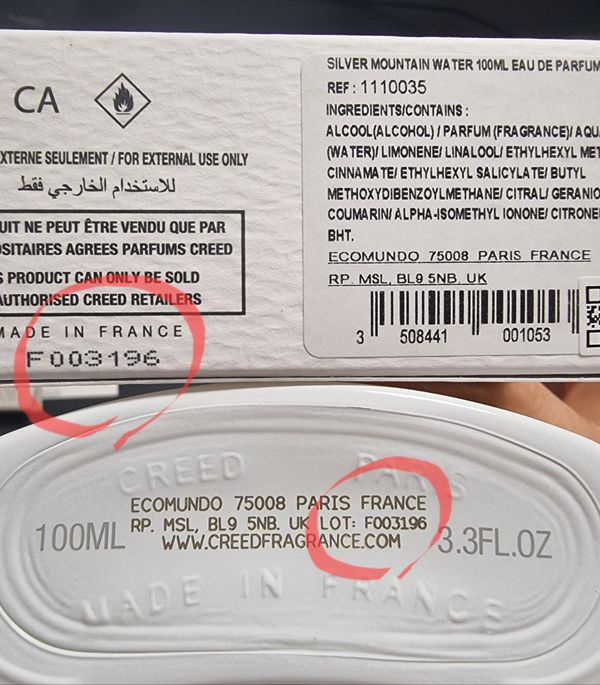 CA
XTERNE SEULEMENT / FOR EXTERNAL USE ONLY
للاستخدام الخارجي فقط
UIT NE PEUT ÊTRE VENDU QUE PAR
OSITAIRES AGREES PARFUMS CREED
S PRODUCT CAN ONLY BE SOLD
AUTHORISED CREED RETAILERS
MADE IN FRANCE
F003196
SILVER MOUNTAIN WATER 100ML EAU DE PARFUM
REF : 1110035
INGREDIENTS/CONTAINS :
ALCOOL(ALCOHOL) / PARFUM (FRAGRANCE)/ AQU
(WATER)/ LIMONENE/ LINALOOL/ ETHYLHEXYL MET
CINNAMATE/ ETHYLHEXYL SALICYLATE/ BUTYL
METHOXYDIBENZOYLMETHANE/ CITRAL/ GERANIO
COUMARIN/ ALPHA-ISOMETHYL IONONE/ CITRONE
BHT.
ECOMUNDO 75008 PARIS FRANCE
RP. MSL, BL9 5NB. UK
3 508441 001053
CREED PARIS
ECOMUNDO 75008 PARIS FRANCE
RP. MSL, BL9 5NB. UK LOT: F003196
WWW.CREEDFRAGRANCE.COM
100ML 3.3FL.OZ
MADE IN FRANCE